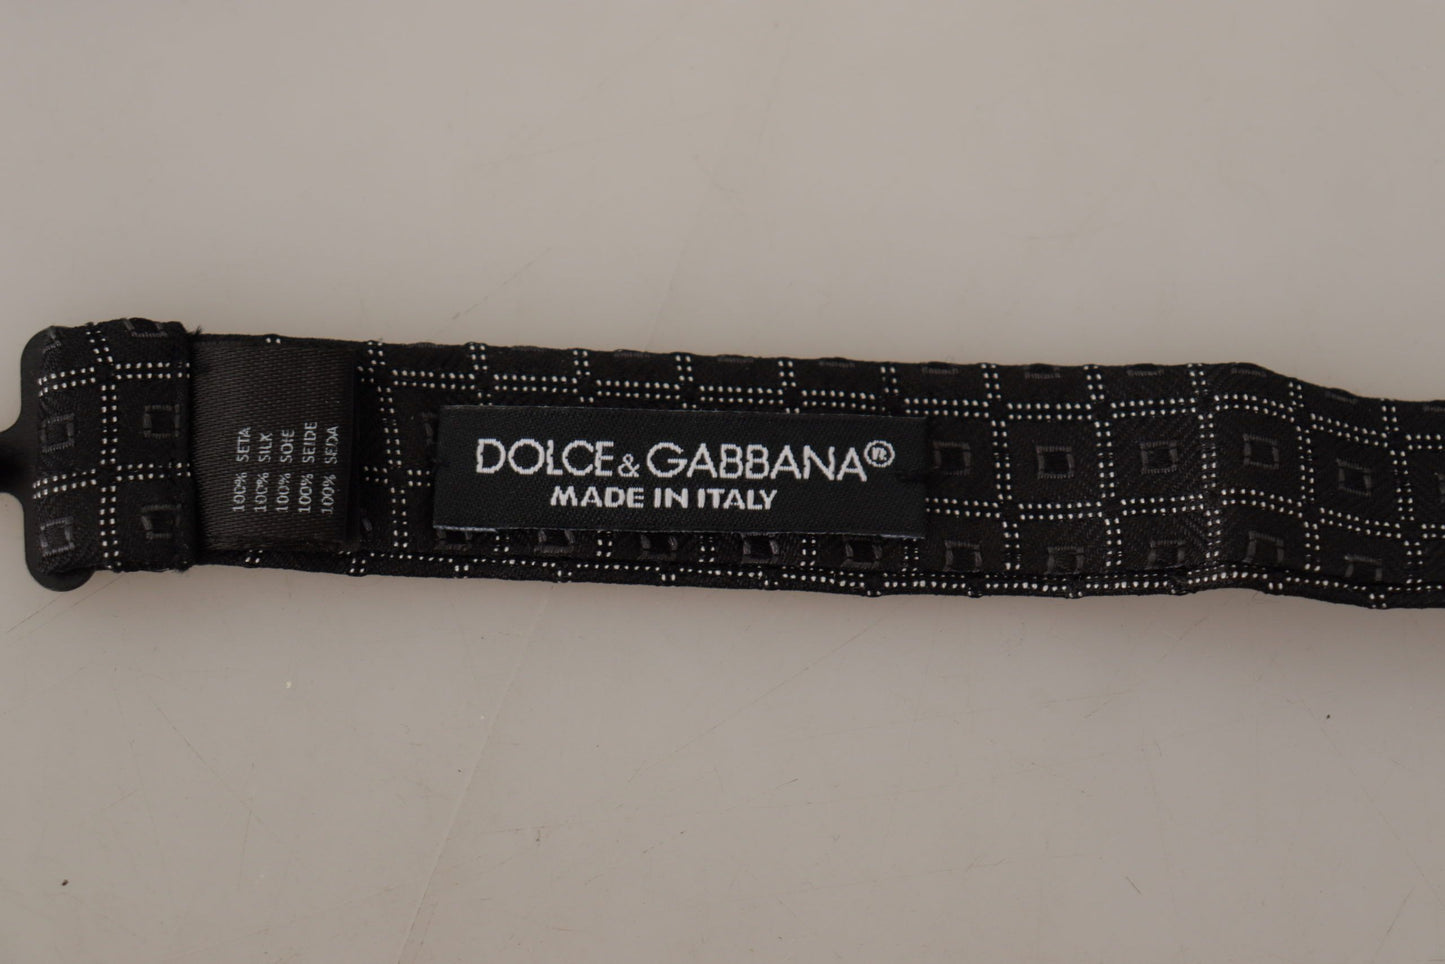 DOLCE & GABBANA®
MADE IN ITALY
100% SETA
100% SILK
100% SOIE
100% SEIDE
100% SEDA